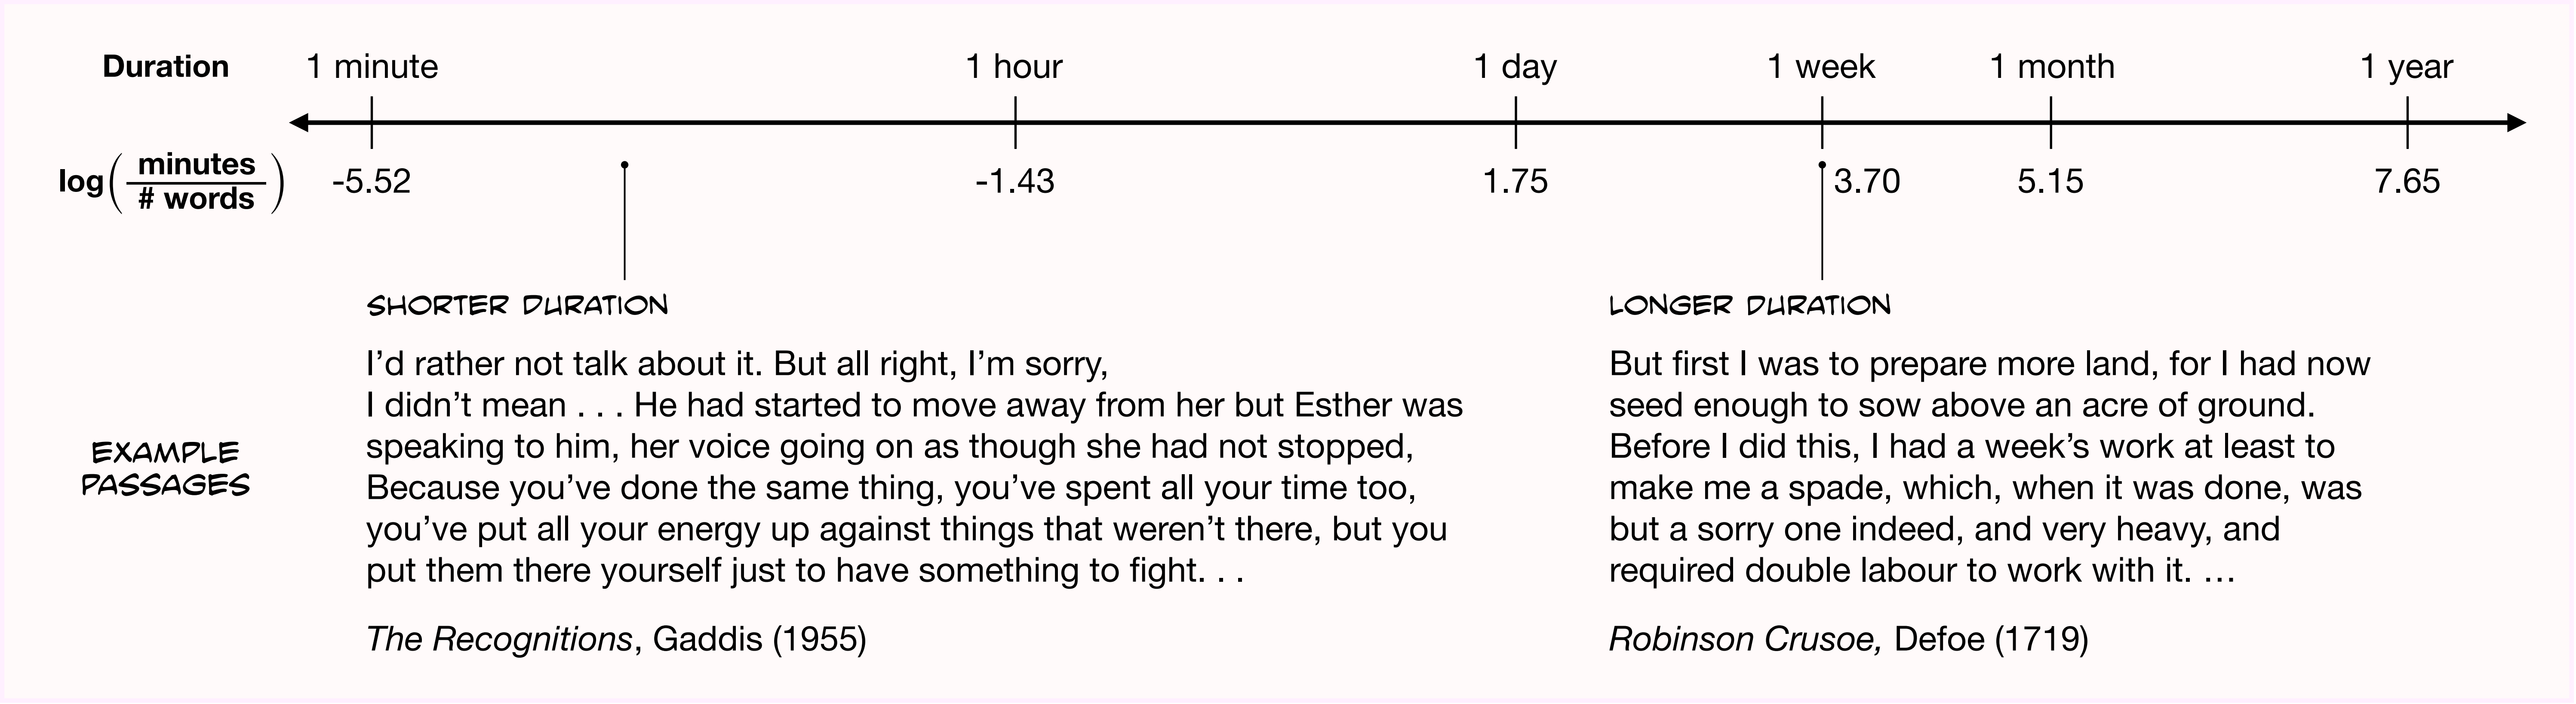 Duration 1 minute 1 hour 1 day 1 week 1 month 1 year
log( minutes / # words ) -5.52 -1.43 1.75 3.70 5.15 7.65
SHORTER DURATION
I'd rather not talk about it. But all right, I'm sorry,
I didn't mean . . . He had started to move away from her but Esther was
speaking to him, her voice going on as though she had not stopped,
Because you've done the same thing, you've spent all your time too,
you've put all your energy up against things that weren't there, but you
put them there yourself just to have something to fight. . .
The Recognitions, Gaddis (1955)
LONGER DURATION
But first I was to prepare more land, for I had now
seed enough to sow above an acre of ground.
Before I did this, I had a week's work at least to
make me a spade, which, when it was done, was
but a sorry one indeed, and very heavy, and
required double labour to work with it. …
Robinson Crusoe, Defoe (1719)
EXAMPLE
PASSAGES